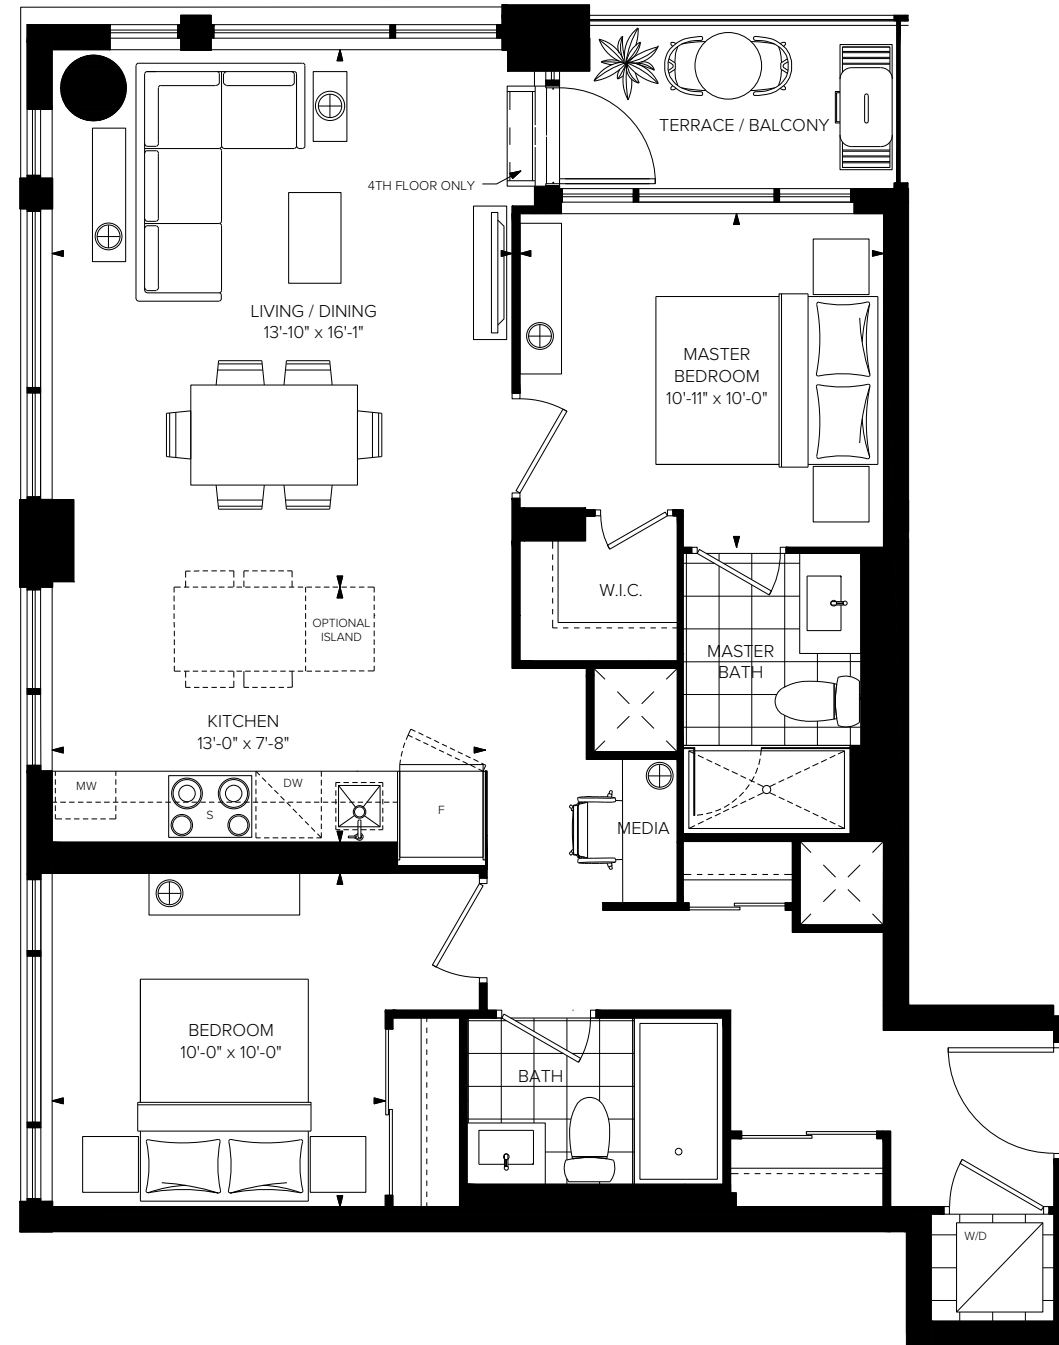 TERRACE / BALCONY
4TH FLOOR ONLY
LIVING / DINING
13'-10" x 16'-1"
MASTER
BEDROOM
10'-11" x 10'-0"
W.I.C.
OPTIONAL
ISLAND
MASTER
BATH
KITCHEN
13'-0" x 7'-8"
MW
S
DW
F
MEDIA
BEDROOM
10'-0" x 10'-0"
BATH
W/D